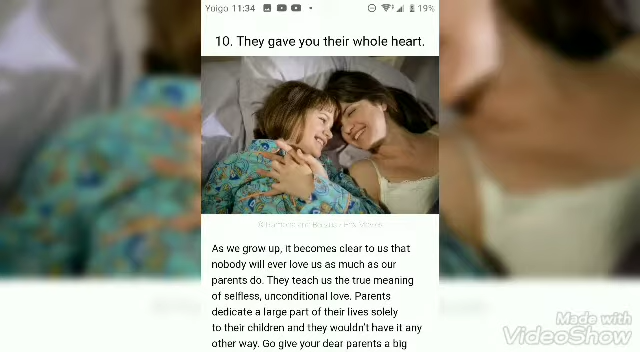 Yoigo 11:34
19%
10. They gave you their whole heart.
As we grow up, it becomes clear to us that
nobody will ever love us as much as our
parents do. They teach us the true meaning
of selfless, unconditional love. Parents
dedicate a large part of their lives solely
to their children and they wouldn't have it any
other way. Go give your dear parents a big
Made with
VideoShow